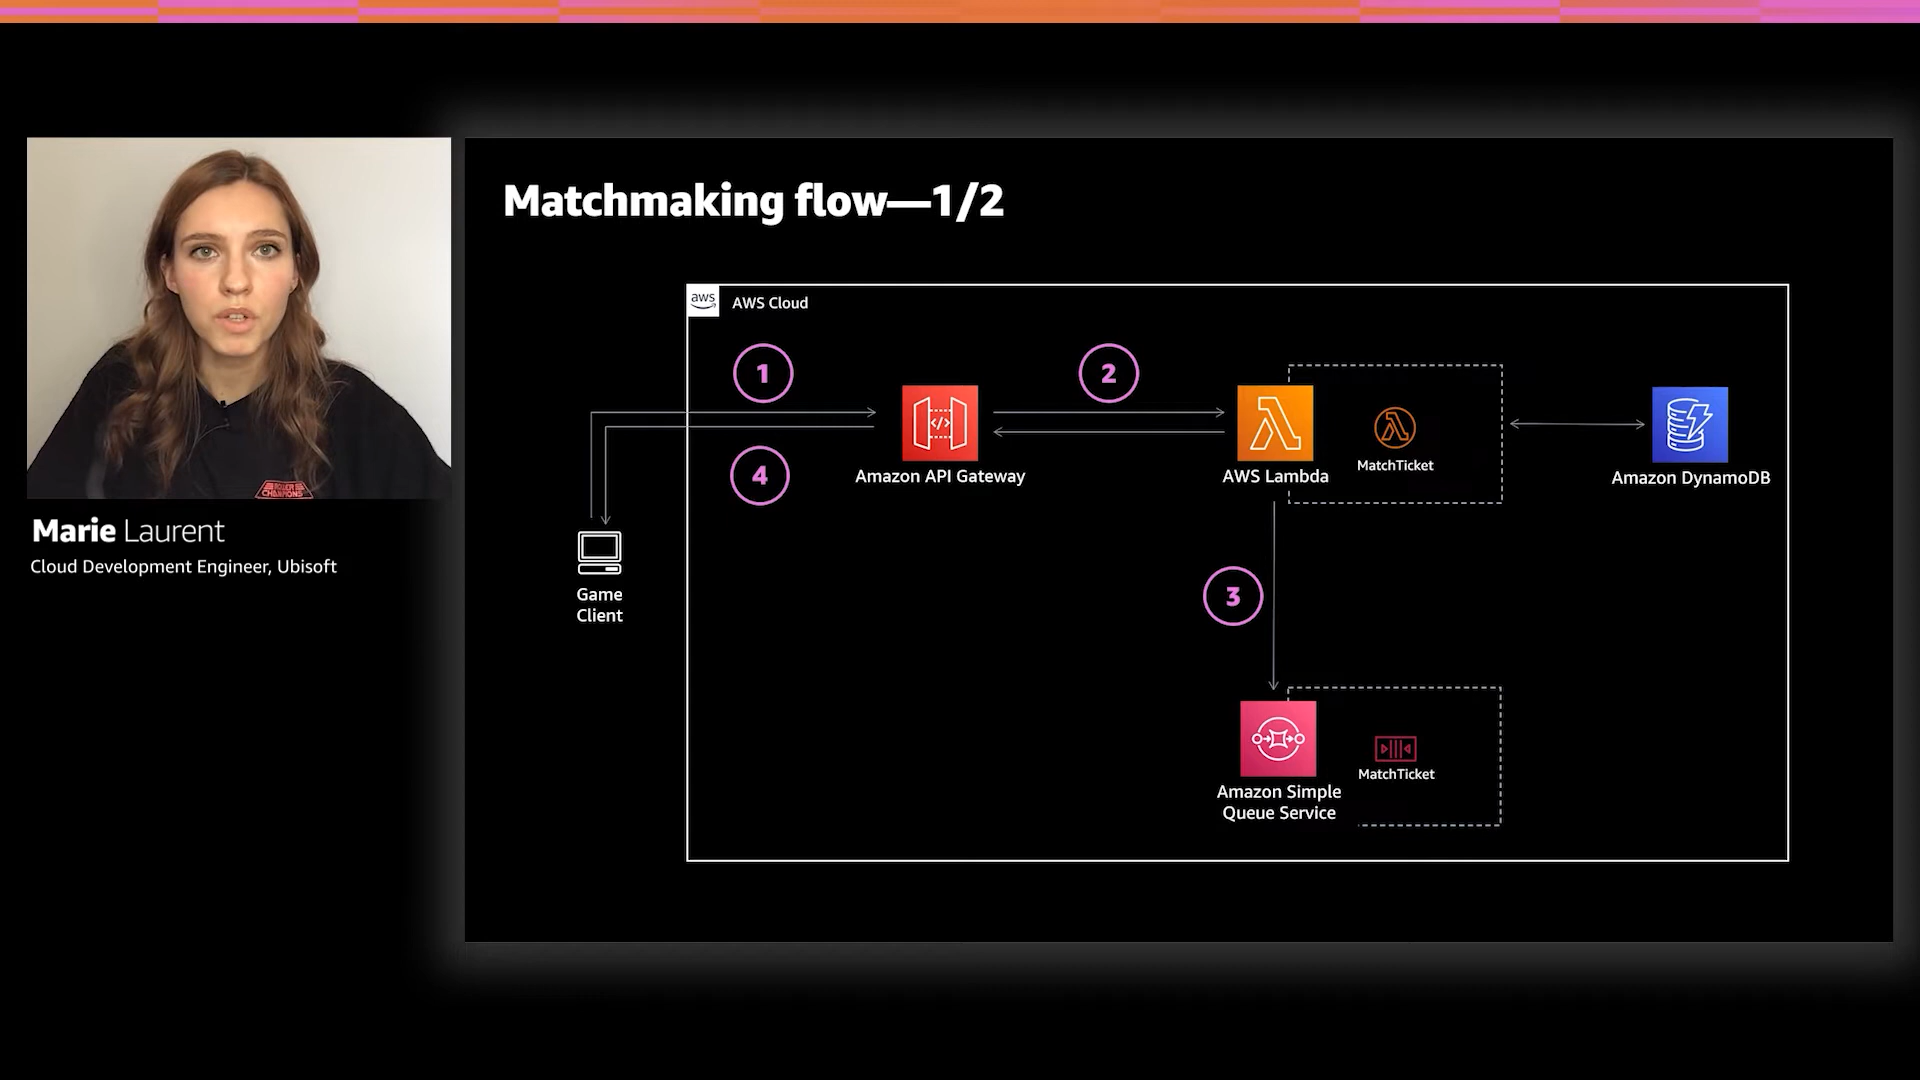 Matchmaking flow—1/2
aws
AWS Cloud
1
2
4
3
Amazon API Gateway
AWS Lambda
MatchTicket
Amazon DynamoDB
Game
Client
Amazon Simple
Queue Service
MatchTicket
Marie Laurent
Cloud Development Engineer, Ubisoft
CHAMPIONS